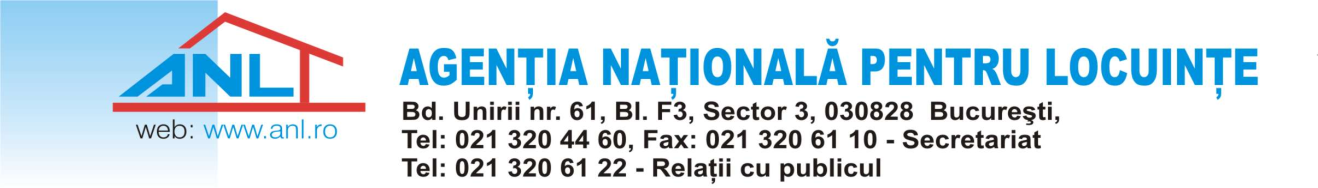 ANL
web: www.anl.ro
AGENȚIA NAȚIONALĂ PENTRU LOCUINȚE
Bd. Unirii nr. 61, Bl. F3, Sector 3, 030828 Bucureşti,
Tel: 021 320 44 60, Fax: 021 320 61 10 - Secretariat
Tel: 021 320 61 22 - Relații cu publicul